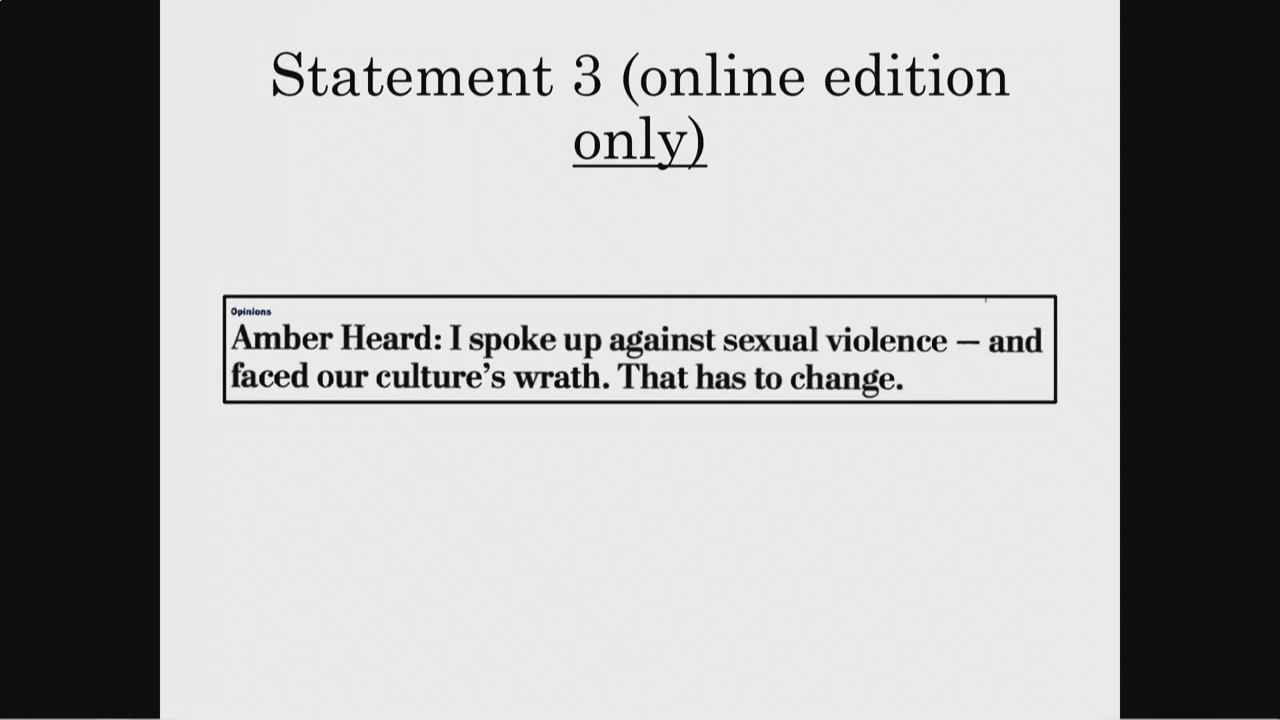 Statement 3 (online edition
only)
Opinions
Amber Heard: I spoke up against sexual violence — and
faced our culture’s wrath. That has to change.